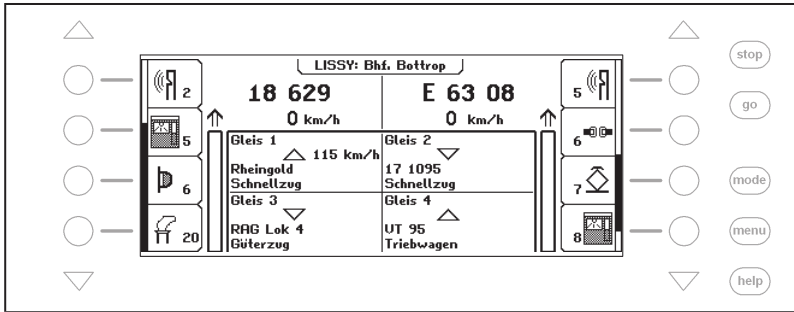 LISSY: Bhf. Bottrop
18 629
E 63 08
0 km/h
0 km/h
2
5
6
20
Gleis 1
115 km/h
Rheingold
Schnellzug
Gleis 2
17 1095
Schnellzug
Gleis 3
RAG Lok 4
Güterzug
Gleis 4
VT 95
Triebwagen
5
6
7
8
stop
go
mode
menu
help